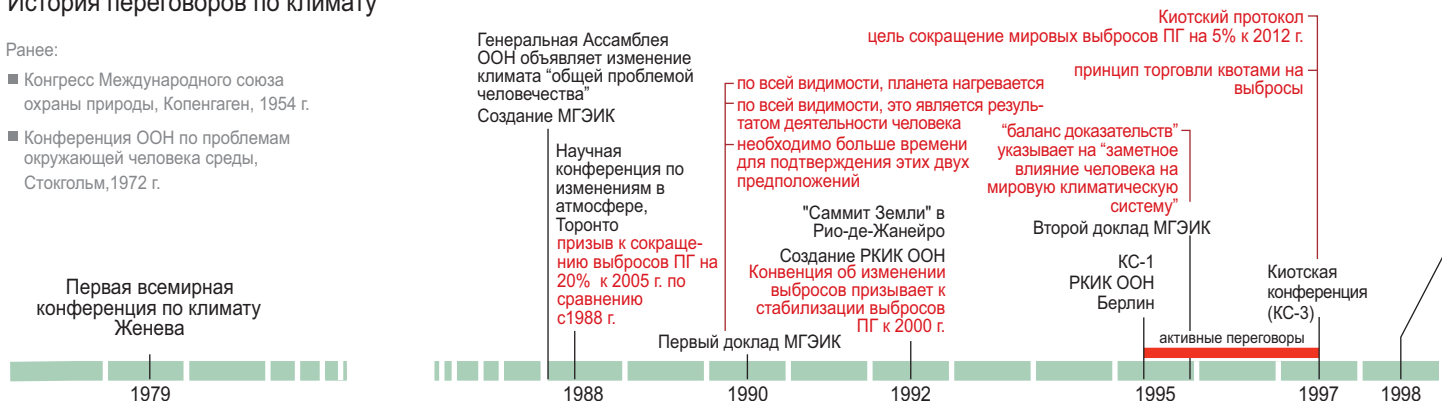 История переговоров по климату
Ранее:
Конгресс Международного союза
охраны природы, Копенгаген, 1954 г.
Конференция ООН по проблемам
окружающей человека среды,
Стокгольм,1972 г.
Первая всемирная
конференция по климату
Женева
Генеральная Ассамблея
ООН объявляет изменение
климата “общей проблемой
человечества”
Создание МГЭИК
Научная
конференция по
изменениям в
атмосфере,
Торонто
призыв к сокраще-
нию выбросов ПГ на
20% к 2005 г. по
сравнению
с1988 г.
по всей видимости, планета нагревается
по всей видимости, это является резуль-
татом деятельности человека
необходимо больше времени
для подтверждения этих двух
предположений
Первый доклад МГЭИК
"Саммит Земли" в
Рио-де-Жанейро
Создание РКИК ООН
Конвенция об изменении
выбросов призывает к
стабилизации выбросов
ПГ к 2000 г.
Киотский протокол
цель сокращение мировых выбросов ПГ на 5% к 2012 г.
принцип торговли квотами на
выбросы
“баланс доказательств”
указывает на “заметное
влияние человека на
мировую климатическую
систему”
Второй доклад МГЭИК
КС-1
РКИК ООН
Берлин
Киотская
конференция
(КС-3)
активные переговоры
1979
1988
1990
1992
1995
1997
1998